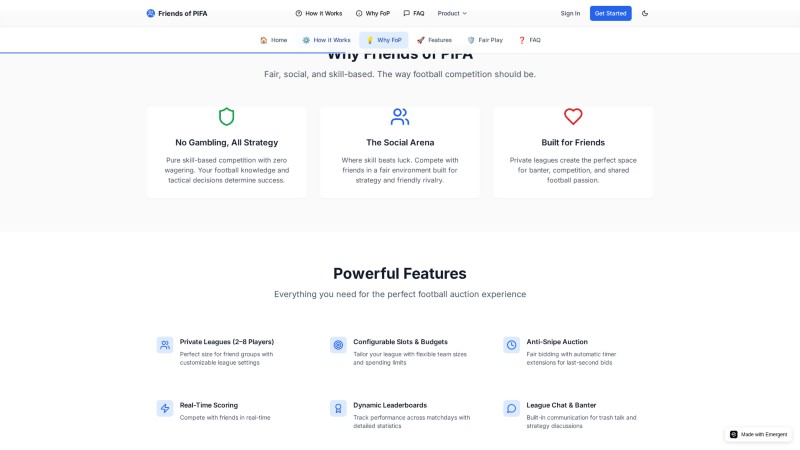 Friends of PIFA
How it Works
Why FoP
FAQ
Product
Sign In
Get Started
Home
How it Works
Why FoP
Features
Fair Play
FAQ
Why Friends of PIFA
Fair, social, and skill-based. The way football competition should be.
No Gambling, All Strategy
Pure skill-based competition with zero
wagering. Your football knowledge and
tactical decisions determine success.
The Social Arena
Where skill beats luck. Compete with
friends in a fair environment built for
strategy and friendly rivalry.
Built for Friends
Private leagues create the perfect space
for banter, competition, and shared
football passion.
Powerful Features
Everything you need for the perfect football auction experience
Private Leagues (2–8 Players)
Perfect size for friend groups with
customizable league settings
Configurable Slots & Budgets
Tailor your league with flexible team sizes
and spending limits
Anti-Snipe Auction
Fair bidding with automatic timer
extensions for last-second bids
Real-Time Scoring
Compete with friends in real-time
Dynamic Leaderboards
Track performance across matchdays with
detailed statistics
League Chat & Banter
Built-in communication for trash talk and
strategy discussions
Made with Emergent